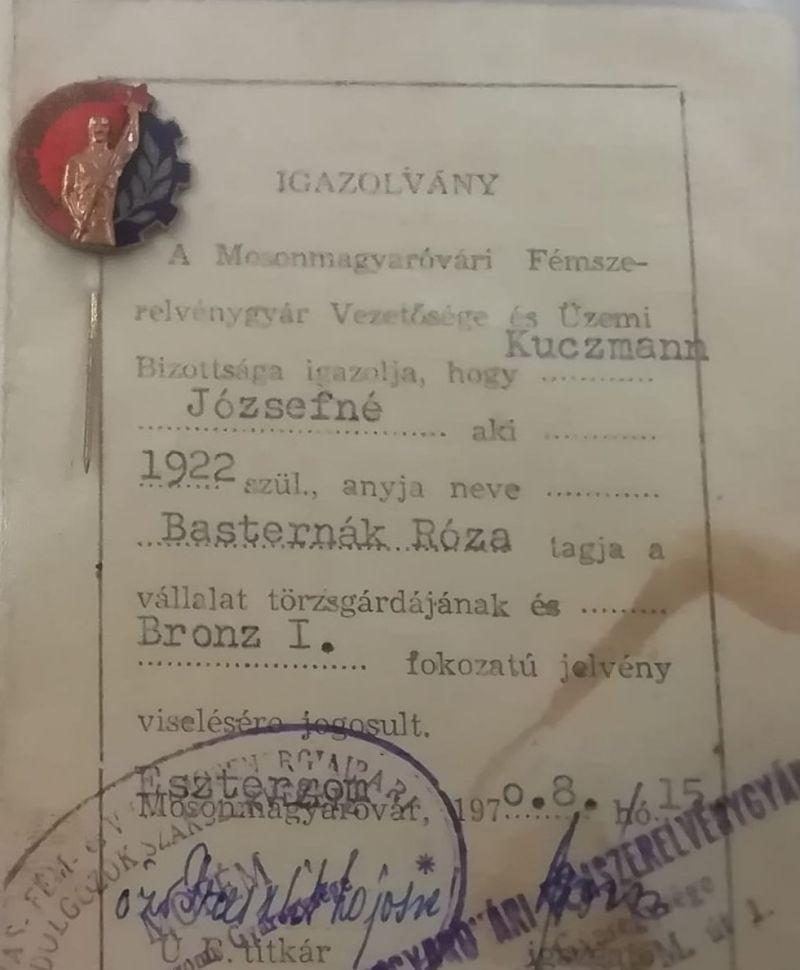 IGAZOLVÁNY
A Mosonmagyaróvári Fémsze-
relvénygyár Vezetősége és Üzemi
Kuczmann
Bizottsága igazolja, hogy ............
Józsefné
.............................. aki ............
1922
........ szül., anyja neve ............
Basternák Róza tagja a
vállalat törzsgárdájának és .........
Bronz I.
...................... fokozatú jelvény
viselésére jogosult.
Esztergom
Mosonmagyaróvár, 1970.8. hó 15
titkár